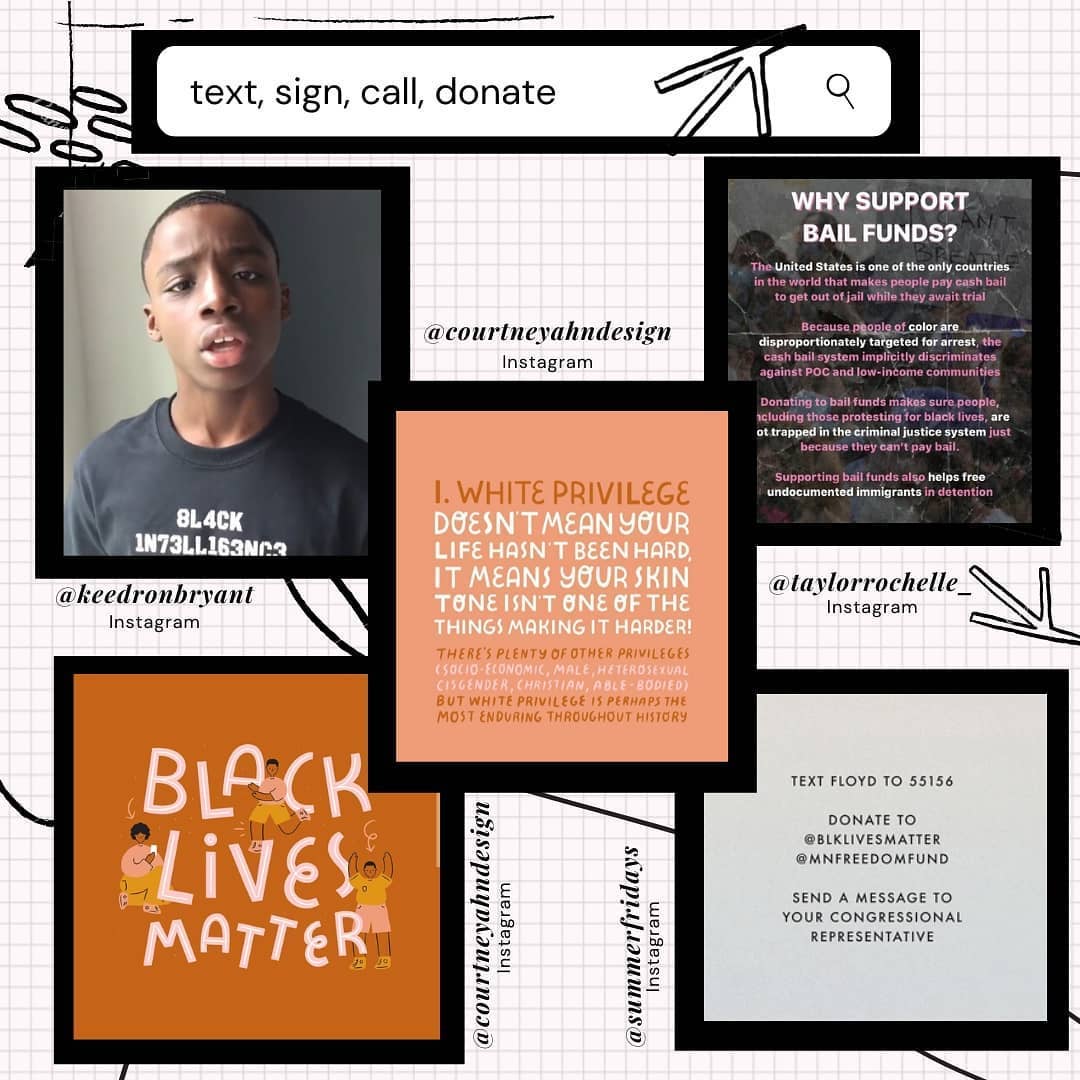 text, sign, call, donate
8L4CK
1N73LL163NC3
@keedronbryant
Instagram
@courtneyahndesign
Instagram
WHY SUPPORT
BAIL FUNDS?
The United States is one of the only countries
in the world that makes people pay cash bail
to get out of jail while they await trial
Because people of color are
disproportionately targeted for arrest, the
cash bail system implicitly discriminates
against POC and low-income communities
Donating to bail funds makes sure people,
ncluding those protesting for black lives, are
ot trapped in the criminal justice system just
because they can't pay bail.
Supporting bail funds also helps free
undocumented immigrants in detention
@taylorrochelle_
Instagram
1. WHITE PRIVILEGE
DOESN'T MEAN YOUR
LIFE HASN'T BEEN HARD,
IT MEANS YOUR SKIN
TONE ISN'T ONE OF THE
THINGS MAKING IT HARDER!
THERE'S PLENTY OF OTHER PRIVILEGES
(SOCIO-ECONOMIC, MALE, HETEROSEXUAL
CISGENDER, CHRISTIAN, ABLE-BODIED)
BUT WHITE PRIVILEGE IS PERHAPS THE
MOST ENDURING THROUGHOUT HISTORY
BLACK
LIVES
MATTER
@courtneyahndesign
Instagram
@summerfridays
Instagram
TEXT FLOYD TO 55156
DONATE TO
@BLKLIVESMATTER
@MNFREEDOMFUND
SEND A MESSAGE TO
YOUR CONGRESSIONAL
REPRESENTATIVE